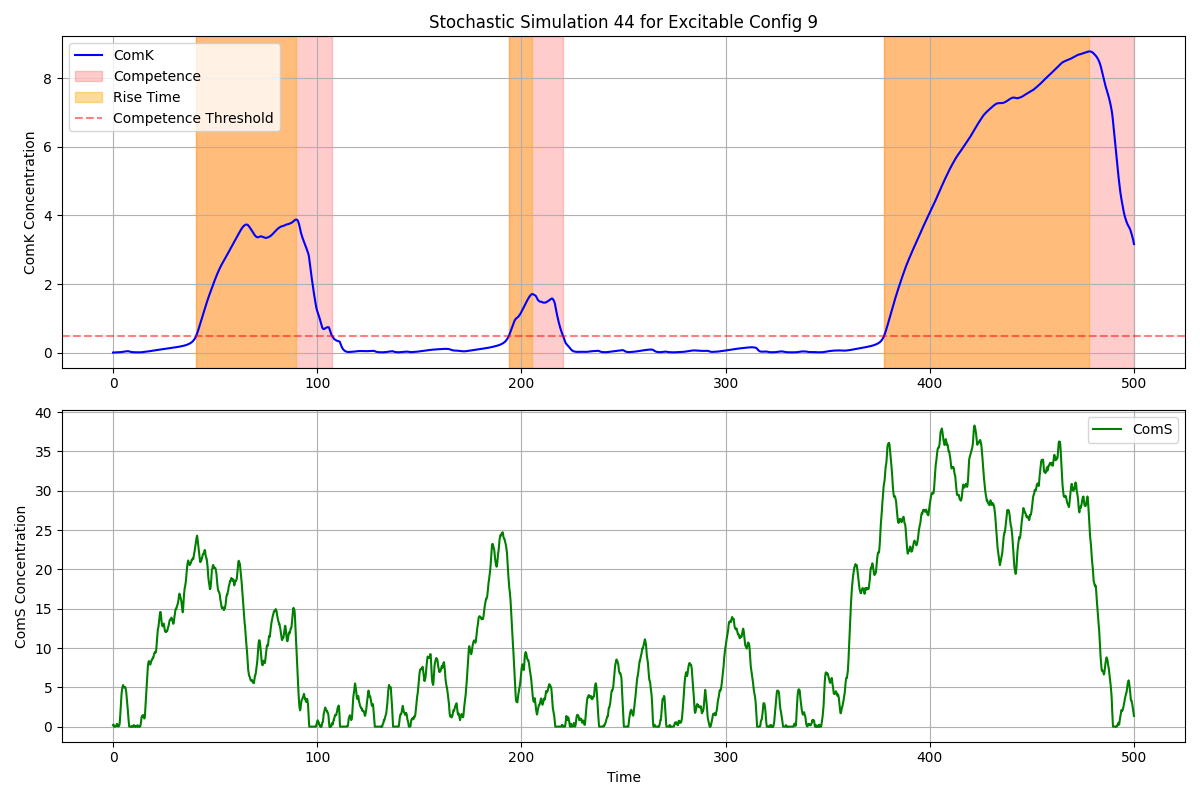 Stochastic Simulation 44 for Excitable Config 9
ComK
Competence
Rise Time
Competence Threshold
ComK Concentration
8
6
4
2
0
0 100 200 300 400 500
ComS
ComS Concentration
40
35
30
25
20
15
10
5
0
0 100 200 300 400 500
Time